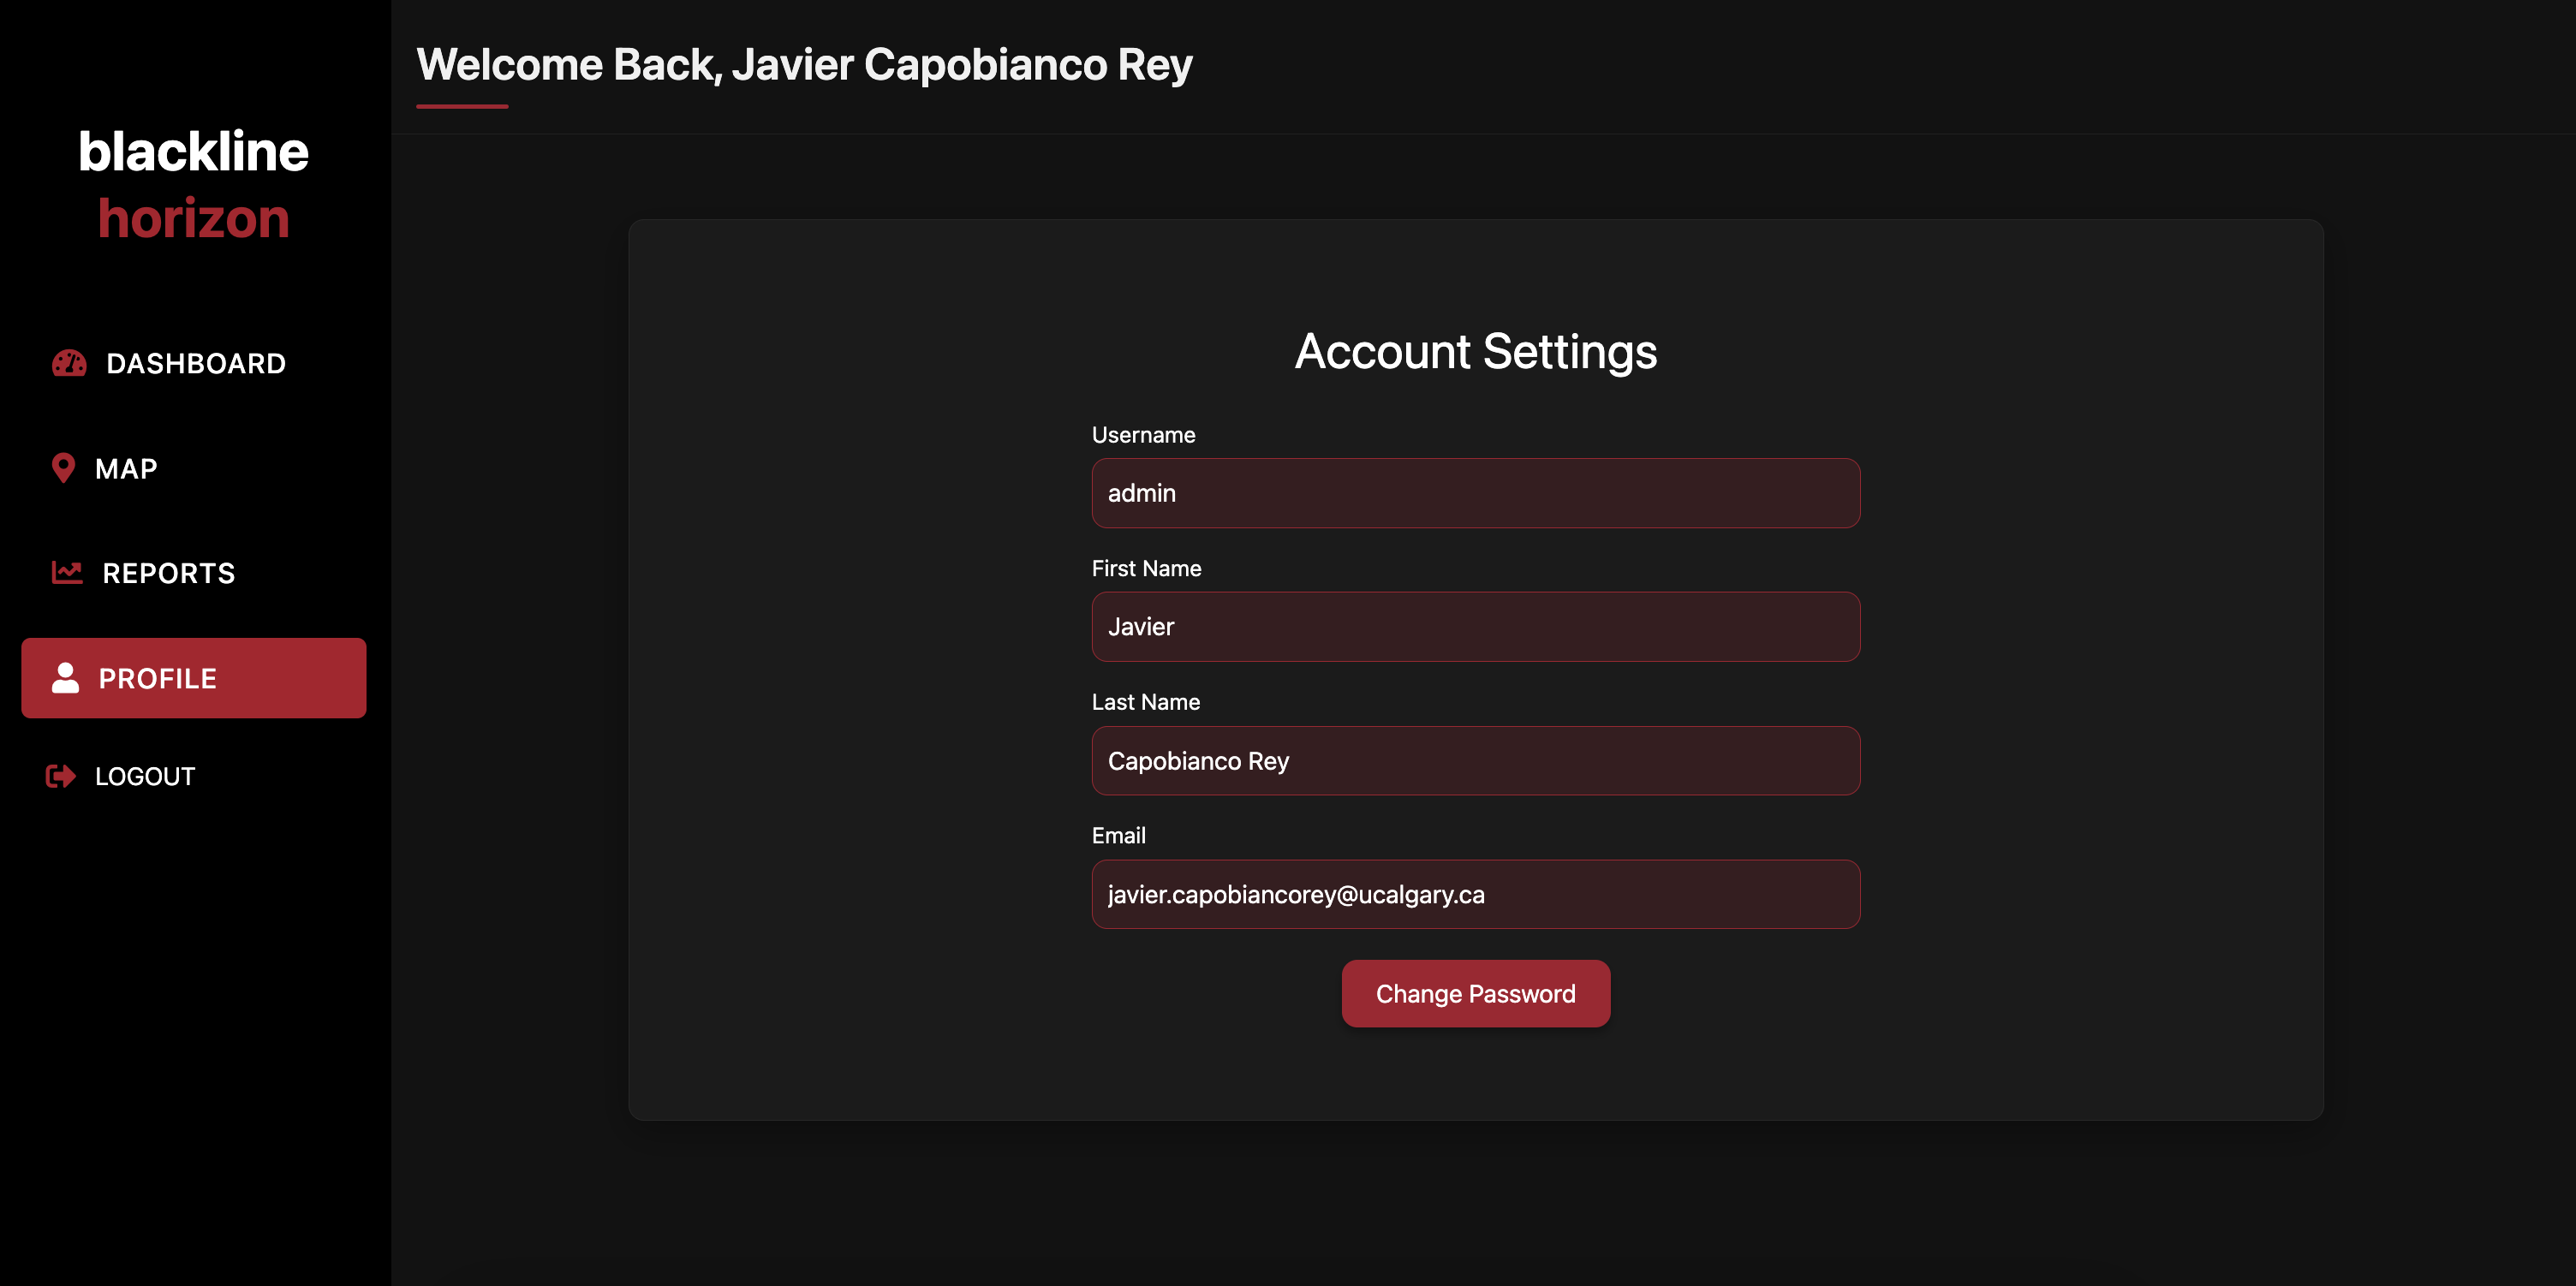 blackline
horizon
DASHBOARD
MAP
REPORTS
PROFILE
LOGOUT
Welcome Back, Javier Capobianco Rey
Account Settings
Username
admin
First Name
Javier
Last Name
Capobianco Rey
Email
javier.capobiancorey@ucalgary.ca
Change Password